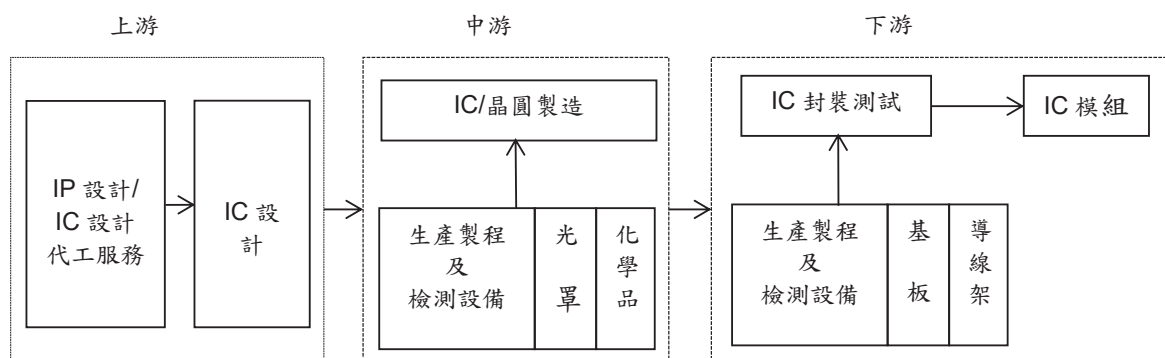 上游
中游
下游
IP 設計/
IC 設計
代工服務
IC 設
計
IC/晶圓製造
生產製程
及
檢測設備
光
罩
化
學
品
IC 封裝測試
IC 模組
生產製程
及
檢測設備
基
板
導
線
架